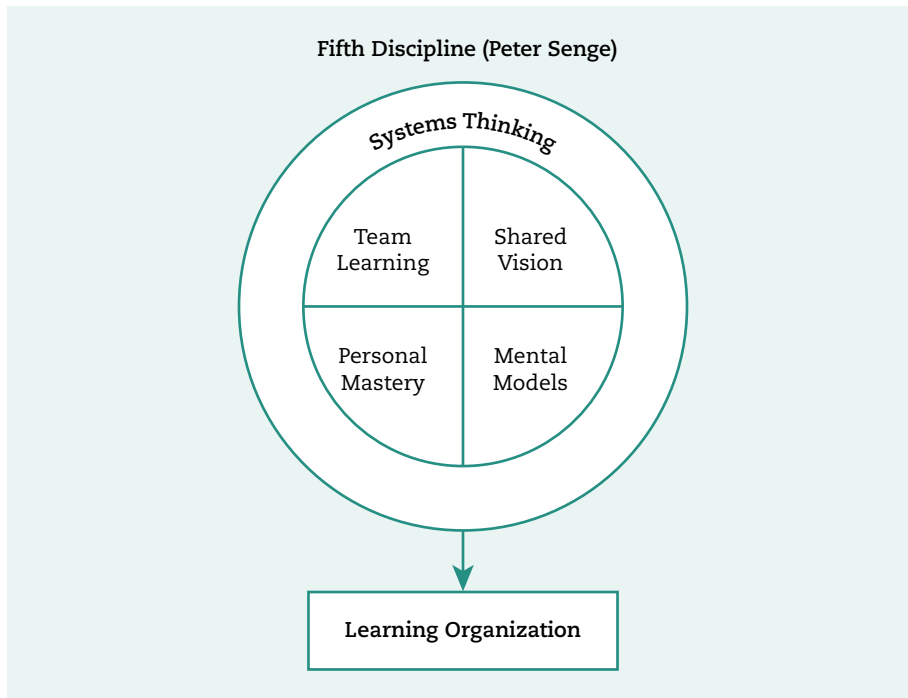 Fifth Discipline (Peter Senge)
Systems Thinking
Team
Learning
Shared
Vision
Personal
Mastery
Mental
Models
Learning Organization